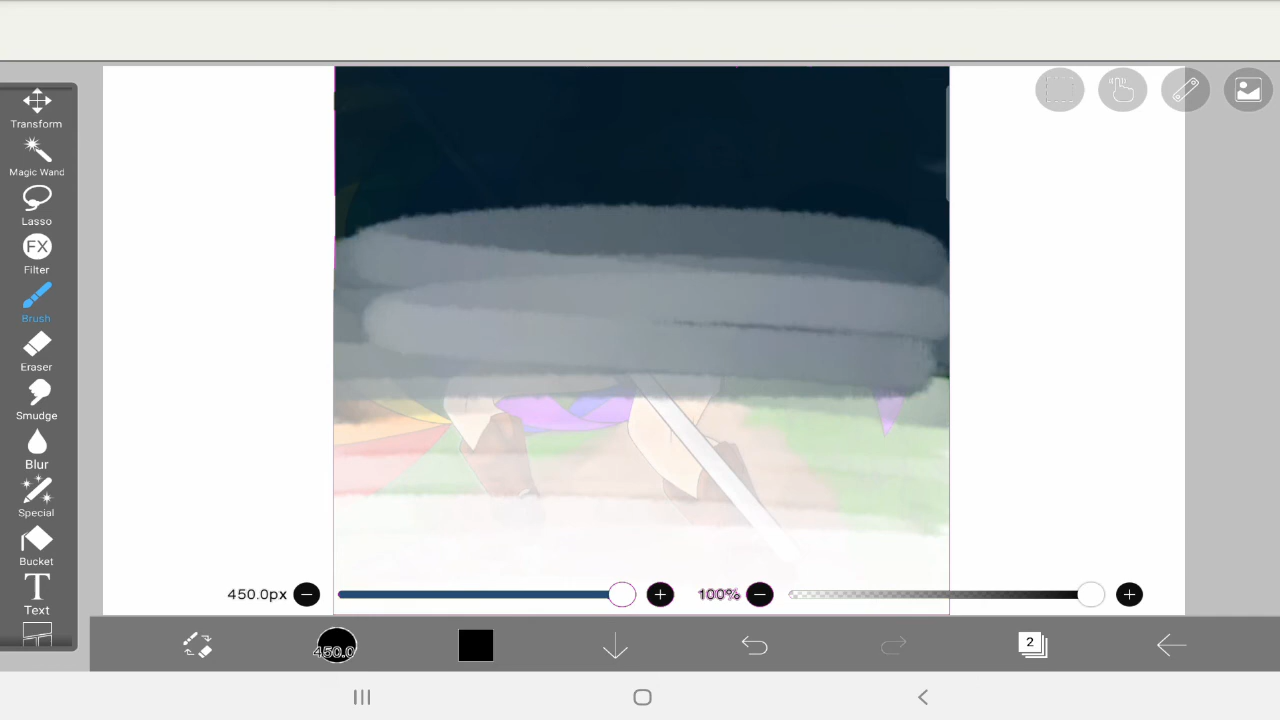 Transform
Magic Wand
Lasso
FX
Filter
Brush
Eraser
Smudge
Blur
Special
Bucket
T
Text
450.0px
100%
450.0
2